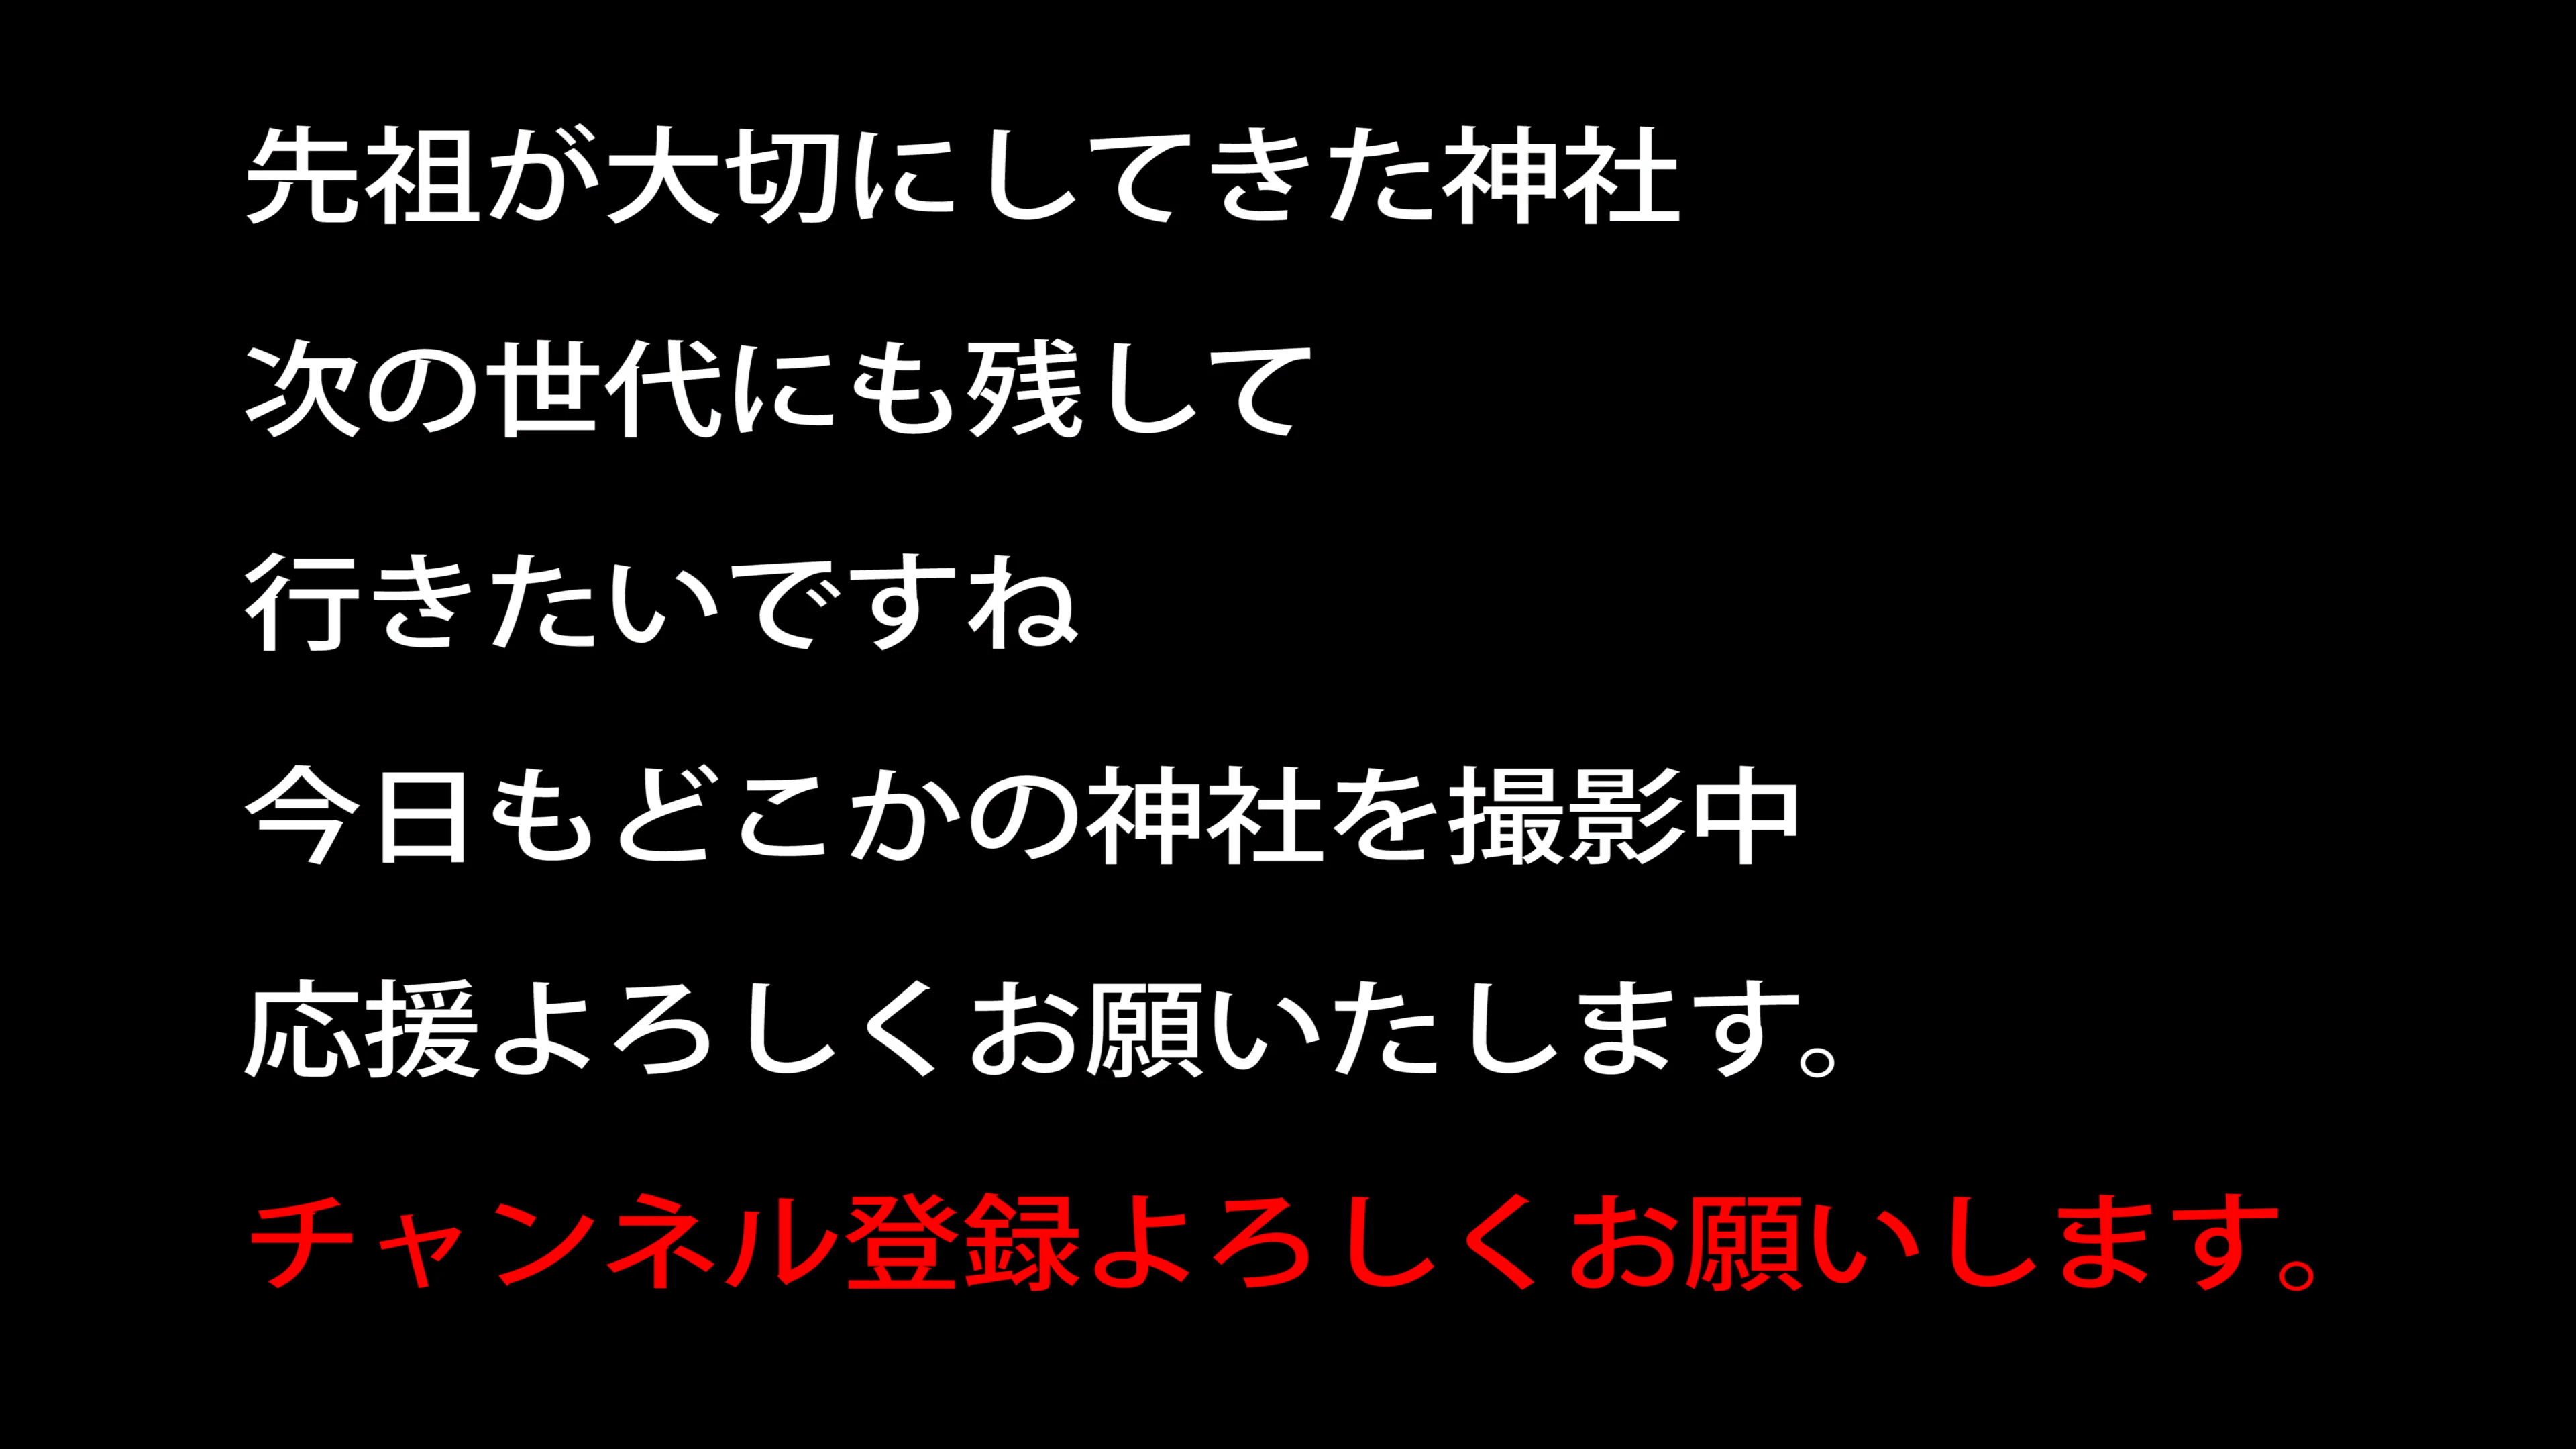 先祖が大切にしてきた神社
次の世代にも残して
行きたいですね
今日もどこかの神社を撮影中
応援よろしくお願いいたします。
チャンネル登録よろしくお願いします。